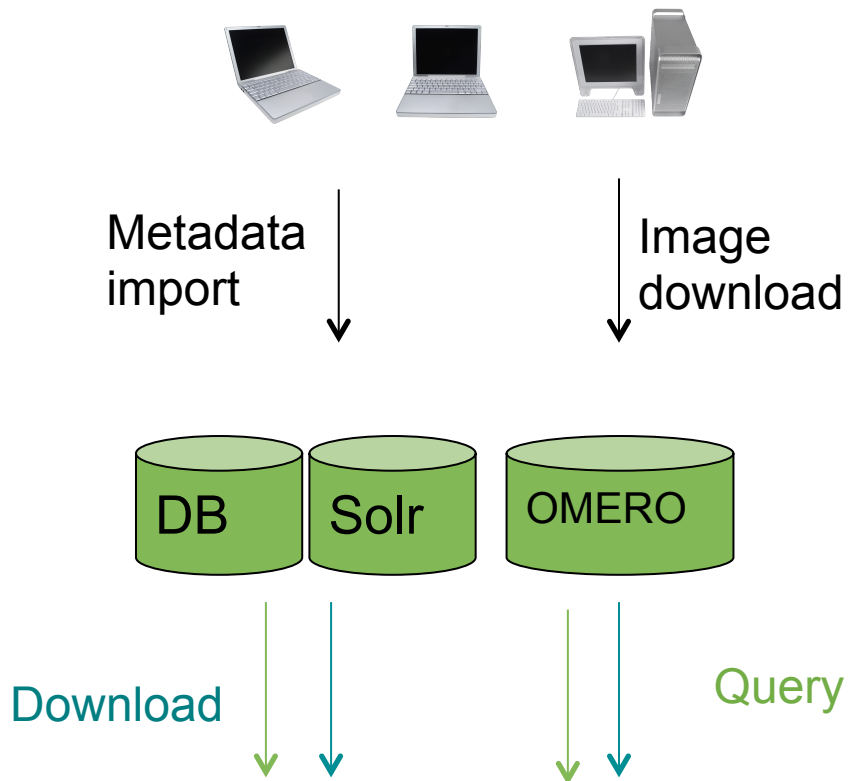 Metadata
import
Image
download
DB
Solr
OMERO
Download
Query